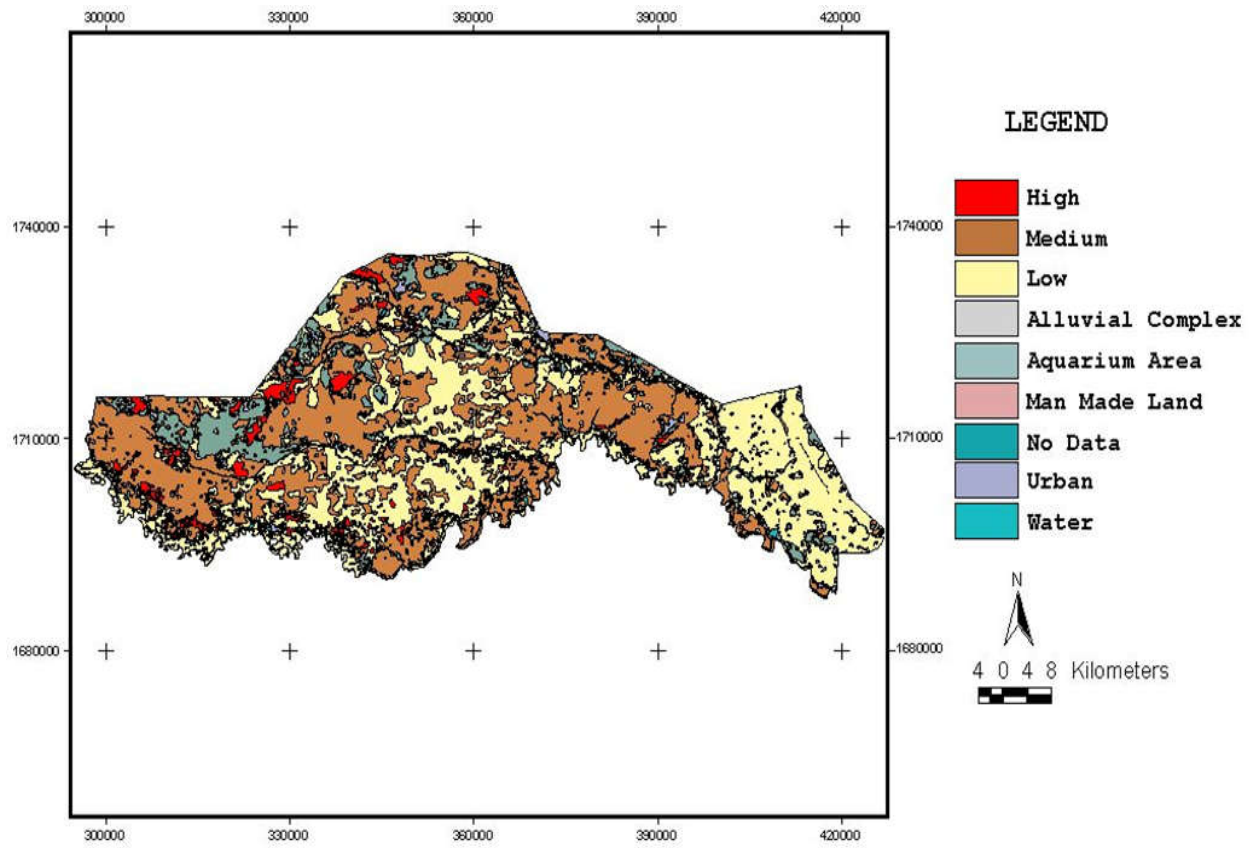 300000 330000 360000 390000 420000
LEGEND
High
1740000 1740000
Medium
Low
Alluvial Complex
Aquarium Area
Man Made Land
1710000 1710000
No Data
Urban
Water
N
1680000 1680000
4 0 4 8 Kilometers
300000 330000 360000 390000 420000